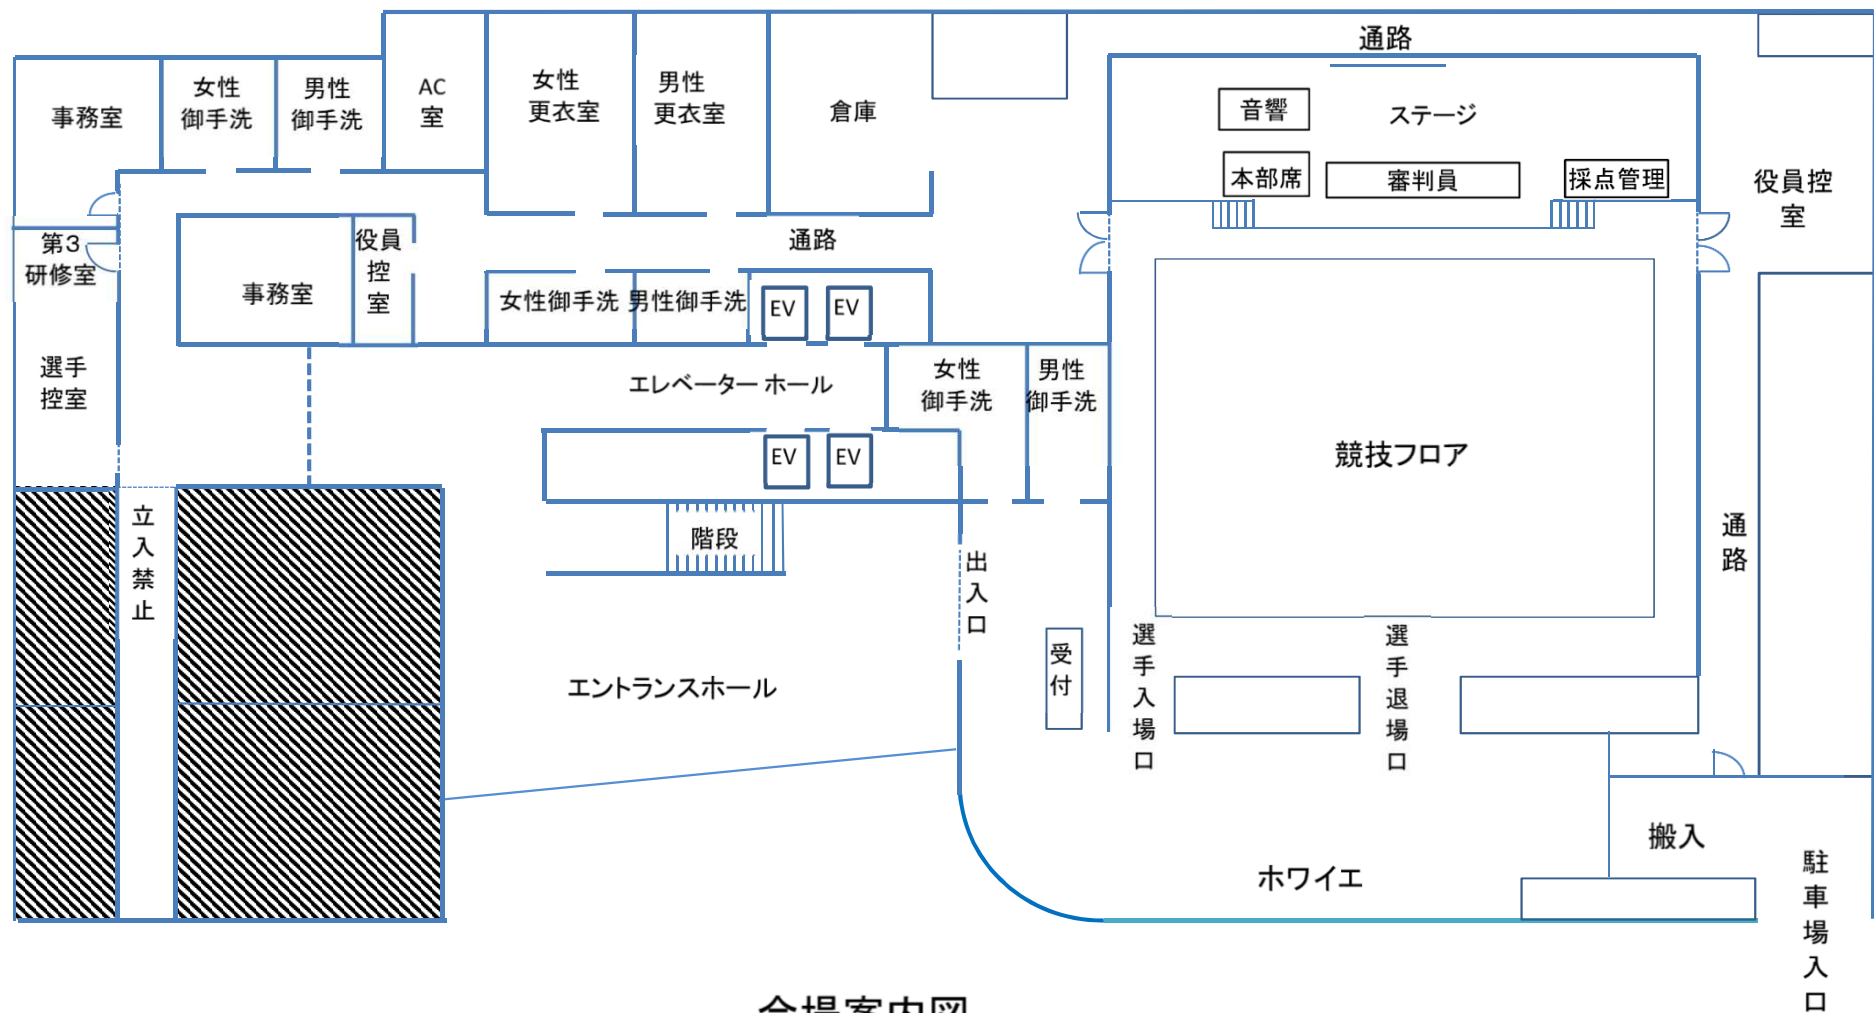 通路
事務室
女性
御手洗
男性
御手洗
AC
室
女性
更衣室
男性
更衣室
倉庫
音響
ステージ
本部席
審判員
採点管理
役員控
室
第3
研修室
役員
控
室
通路
事務室
女性御手洗
男性御手洗
EV
EV
選手
控室
エレベーター ホール
女性
御手洗
男性
御手洗
EV
EV
競技フロア
立
入
禁
止
階段
出
入
口
通
路
受
付
選
手
入
場
口
選
手
退
場
口
エントランスホール
搬入
ホワイエ
駐
車
場
入
口
会場案内図